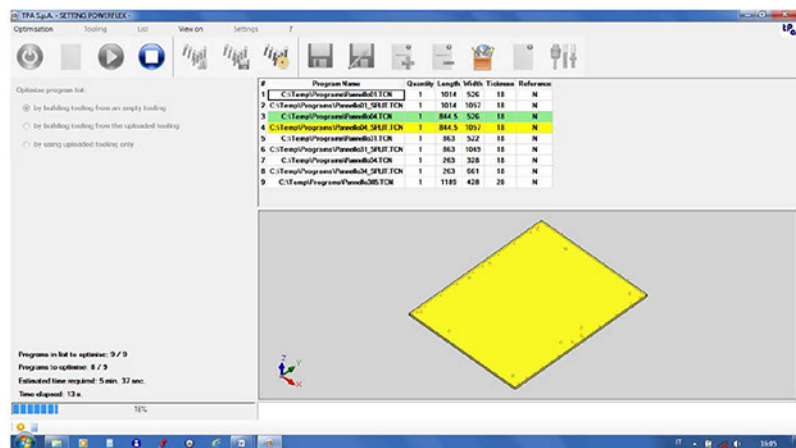 TPA S.p.A. - SETTING POWERFLEX -
Optimisation Tooling List View on Settings ?
tpa
Optimise program list:
by building tooling from an empty tooling
by building tooling from the uploaded tooling
by using uploaded tooling only
# Program Name Quantity Length Width Tickness Reference
1 C:\Temp\Programs\Pannello01.TCN 1 1014 526 18 N
2 C:\Temp\Programs\Pannello01_SPLIT.TCN 1 1014 1057 18 N
3 C:\Temp\Programs\Pannello04.TCN 1 844.5 526 18 N
4 C:\Temp\Programs\Pannello04_SPLIT.TCN 1 844.5 1057 18 N
5 C:\Temp\Programs\Pannello31.TCN 1 863 522 18 N
6 C:\Temp\Programs\Pannello31_SPLIT.TCN 1 863 1049 18 N
7 C:\Temp\Programs\Pannello34.TCN 1 263 328 18 N
8 C:\Temp\Programs\Pannello34_SPLIT.TCN 1 263 661 18 N
9 C:\Temp\Programs\Pannello305.TCN 1 1189 428 28 N
Z
Y
X
Programs in list to optimise: 9 / 9
Programs to optimise: 8 / 9
Estimated time required: 5 min. 37 sec.
Time elapsed: 13 s.
18%
IT 16:05